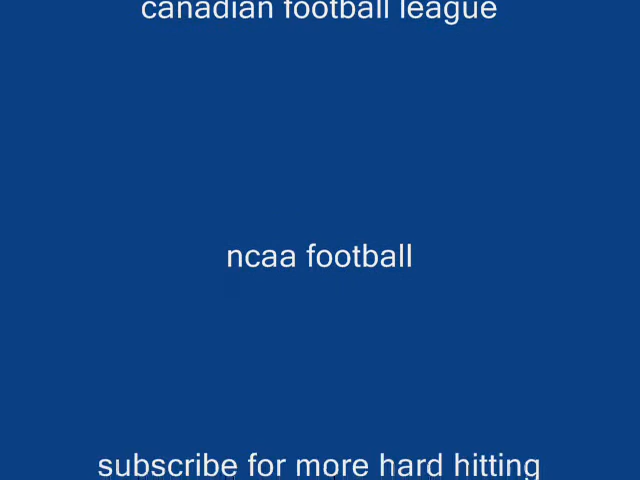 canadian football league
ncaa football
subscribe for more hard hitting